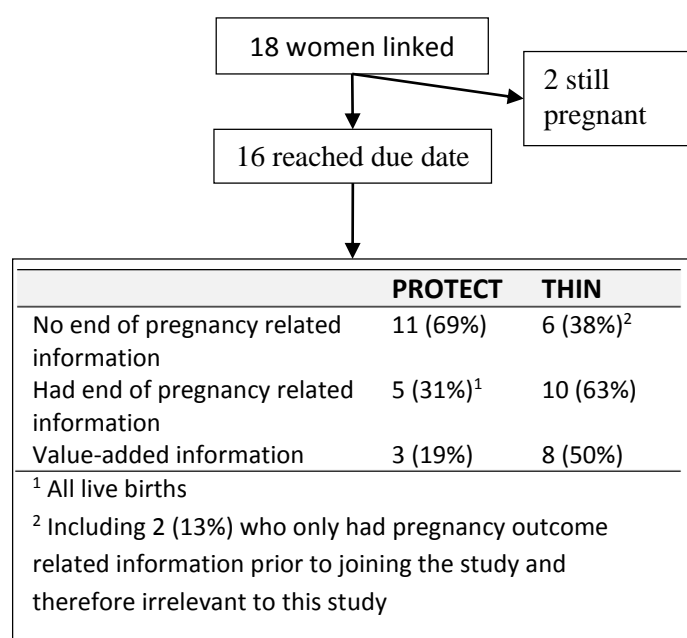 18 women linked
2 still
pregnant
16 reached due date
PROTECT THIN
No end of pregnancy related 11 (69%) 6 (38%)²
information
Had end of pregnancy related 5 (31%)¹ 10 (63%)
information
Value-added information 3 (19%) 8 (50%)
¹ All live births
² Including 2 (13%) who only had pregnancy outcome
related information prior to joining the study and
therefore irrelevant to this study